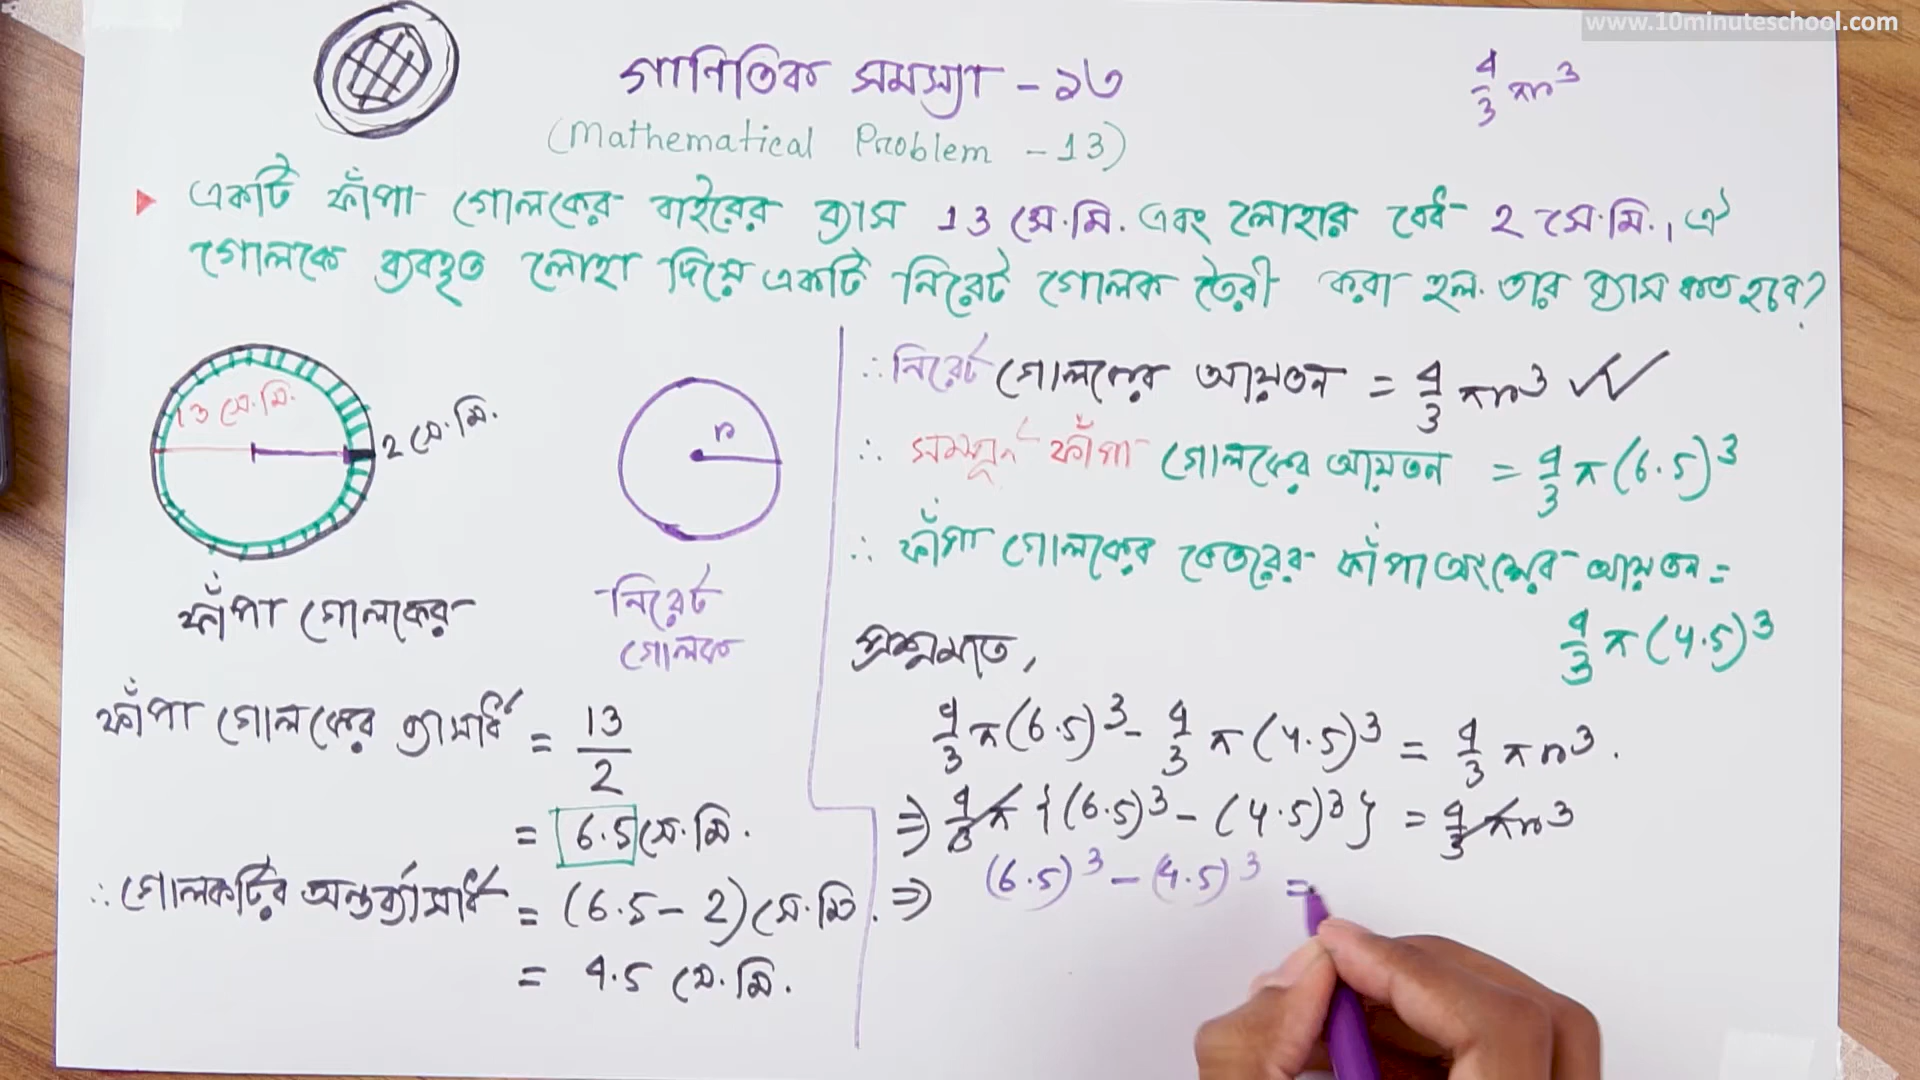 www.10minuteschool.com
গাণিতিক সমস্যা - ১৩
4/3 πr³
(Mathematical Problem - 13)
একটি ফাঁপা গোলকের বাইরের ব্যাস 13 সে.মি. এবং লোহার বেধ 2 সে.মি., ঐ
গোলকে ব্যবহৃত লোহা দিয়ে একটি নিরেট গোলক তৈরী করা হল. তার ব্যাস কত হবে?
13 সে.মি.
2 সে.মি.
r
ফাঁপা গোলকের
নিরেট
গোলক
ফাঁপা গোলকের ব্যাসার্ধ = 13/2
= 6.5 সে.মি.
∴ গোলকটির অন্তর্ব্যাসার্ধ = (6.5 - 2) সে.মি.
= 4.5 সে.মি.
∴ নিরেট গোলকের আয়তন = 4/3 πr³
∴ সম্পূর্ন ফাঁপা গোলকের আয়তন = 4/3 π (6.5)³
∴ ফাঁপা গোলকের ভেতরের ফাঁপা অংশের আয়তন =
4/3 π (4.5)³
প্রশ্নমতে,
4/3 π (6.5)³ - 4/3 π (4.5)³ = 4/3 πr³.
⇒ 4/3 π {(6.5)³ - (4.5)³} = 4/3 πr³
⇒ (6.5)³ - (4.5)³ =